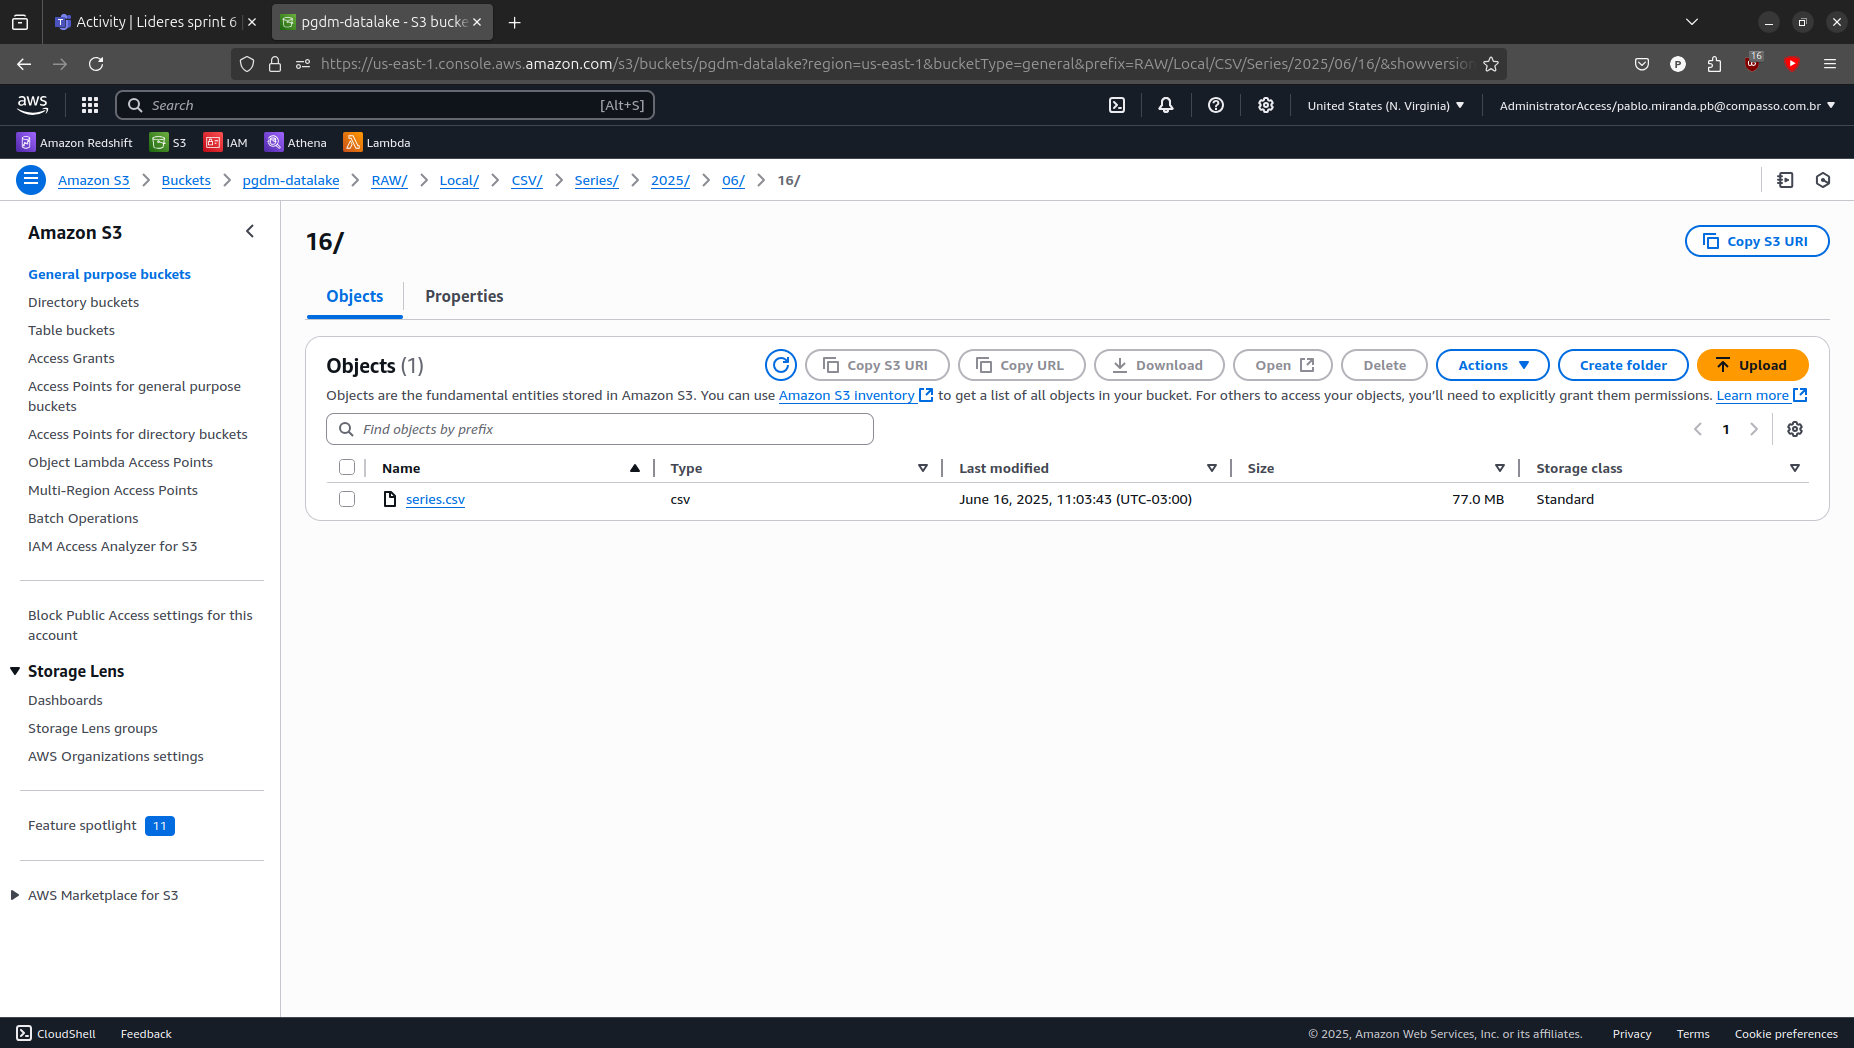 Activity | Lideres sprint 6
pgdm-datalake - S3 bucke
https://us-east-1.console.aws.amazon.com/s3/buckets/pgdm-datalake?region=us-east-1&bucketType=general&prefix=RAW/Local/CSV/Series/2025/06/16/&showversion
P
16
aws
Search
[Alt+S]
United States (N. Virginia)
AdministratorAccess/pablo.miranda.pb@compasso.com.br
Amazon Redshift
S3
IAM
Athena
Lambda
Amazon S3
Buckets
pgdm-datalake
RAW/
Local/
CSV/
Series/
2025/
06/
16/
Amazon S3
General purpose buckets
Directory buckets
Table buckets
Access Grants
Access Points for general purpose
buckets
Access Points for directory buckets
Object Lambda Access Points
Multi-Region Access Points
Batch Operations
IAM Access Analyzer for S3
Block Public Access settings for this
account
Storage Lens
Dashboards
Storage Lens groups
AWS Organizations settings
Feature spotlight 11
AWS Marketplace for S3
16/
Copy S3 URI
Objects
Properties
Objects (1)
Copy S3 URI
Copy URL
Download
Open
Delete
Actions
Create folder
Upload
Objects are the fundamental entities stored in Amazon S3. You can use Amazon S3 inventory to get a list of all objects in your bucket. For others to access your objects, you'll need to explicitly grant them permissions. Learn more
Find objects by prefix
1
Name
Type
Last modified
Size
Storage class
series.csv
csv
June 16, 2025, 11:03:43 (UTC-03:00)
77.0 MB
Standard
CloudShell
Feedback
© 2025, Amazon Web Services, Inc. or its affiliates.
Privacy
Terms
Cookie preferences